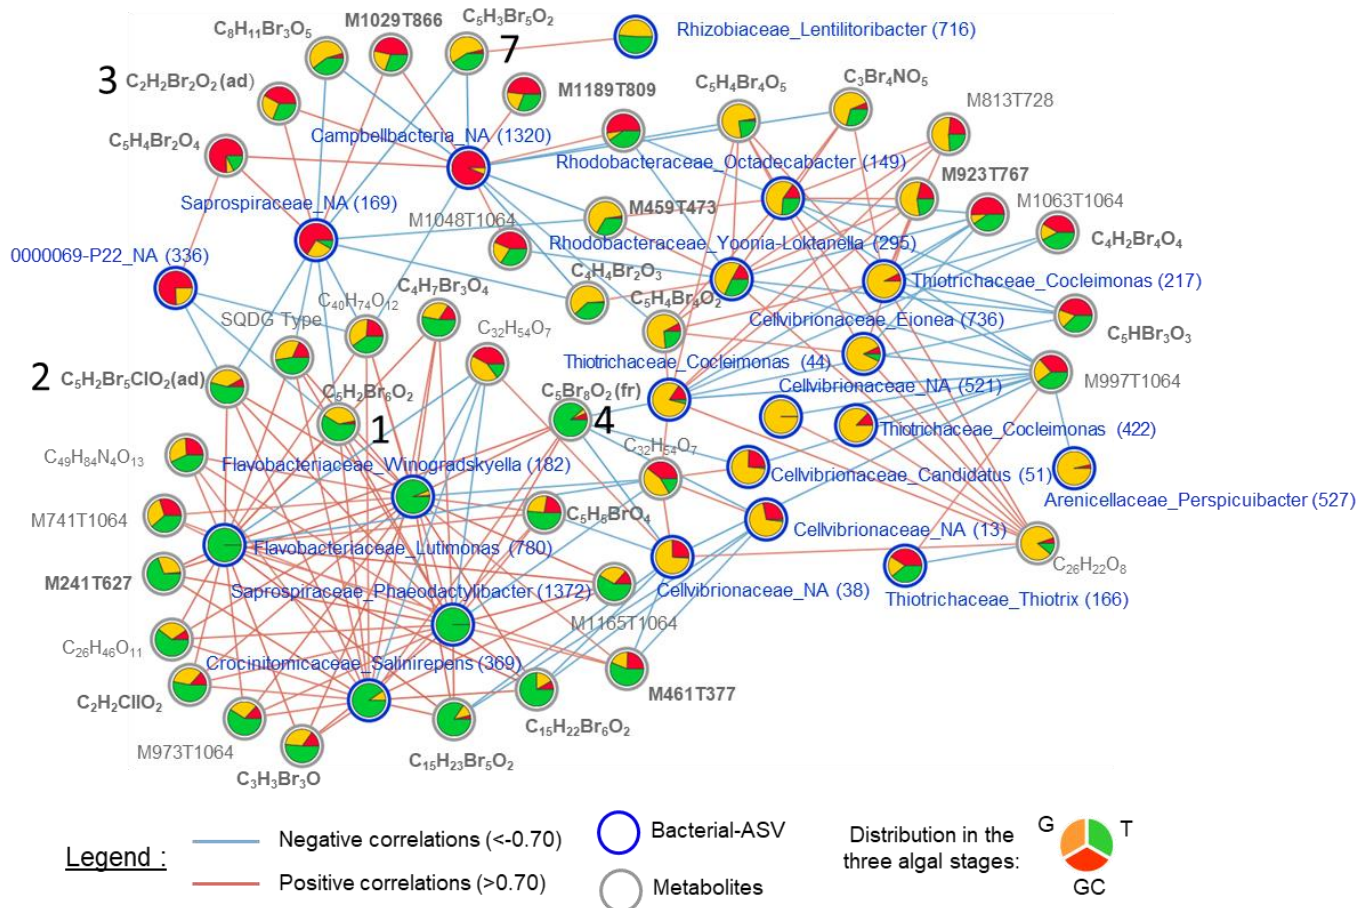 C₅H₃Br₅O₂
M1029T866
C₈H₁₁Br₃O₅
7
Rhizobiaceae_Lentilitoribacter (716)
3 C₂H₂Br₂O₂ (ad)
M1189T809
C₅H₄Br₄O₅
C₃Br₄NO₅
M813T728
C₅H₄Br₂O₄
Campbellbacteria_NA (1320)
Rhodobacteraceae_Octadecabacter (149)
M923T767
Saprospiraceae_NA (169)
M1048T1064
M459T473
M1063T1064
C₄H₂Br₄O₄
0000069-P22_NA (336)
Rhodobacteraceae_Yoonia-Loktanella (295)
C₄H₄Br₂O₃
Thiotrichaceae_Cocleimonas (217)
C₄₀H₇₄O₁₂
C₄H₇Br₃O₄
C₅H₄Br₄O₂
SQDG Type
C₃₂H₅₄O₇
Cellvibrionaceae_Eionea (736)
C₅HBr₃O₃
Thiotrichaceae_Cocleimonas (44)
2 C₅H₂Br₅ClO₂(ad)
C₅H₂Br₆O₂
C₅Br₈O₂ (fr)
Cellvibrionaceae_NA (521)
M997T1064
1
4
Thiotrichaceae_Cocleimonas (422)
C₄₉H₈₄N₄O₁₃
Flavobacteriaceae_Winogradskyella (182)
C₃₂H₅₄O₇
Cellvibrionaceae_Candidatus (51)
Arenicellaceae_Perspicuibacter (527)
M741T1064
C₅H₈BrO₄
Cellvibrionaceae_NA (13)
Flavobacteriaceae_Lutimonas (780)
C₂₆H₂₂O₈
M241T627
Saprospiraceae_Phaeodactylibacter (1372)
Cellvibrionaceae_NA (38)
Thiotrichaceae_Thiotrix (166)
M1165T1064
C₂₆H₄₆O₁₁
Crocinitomicaceae_Salinirepens (369)
C₂H₂ClIO₂
M461T377
M973T1064
C₁₅H₂₂Br₆O₂
C₁₅H₂₃Br₅O₂
C₃H₃Br₃O
Legend :
Negative correlations (<-0.70)
Positive correlations (>0.70)
Bacterial-ASV
Metabolites
Distribution in the
three algal stages:
G
T
GC